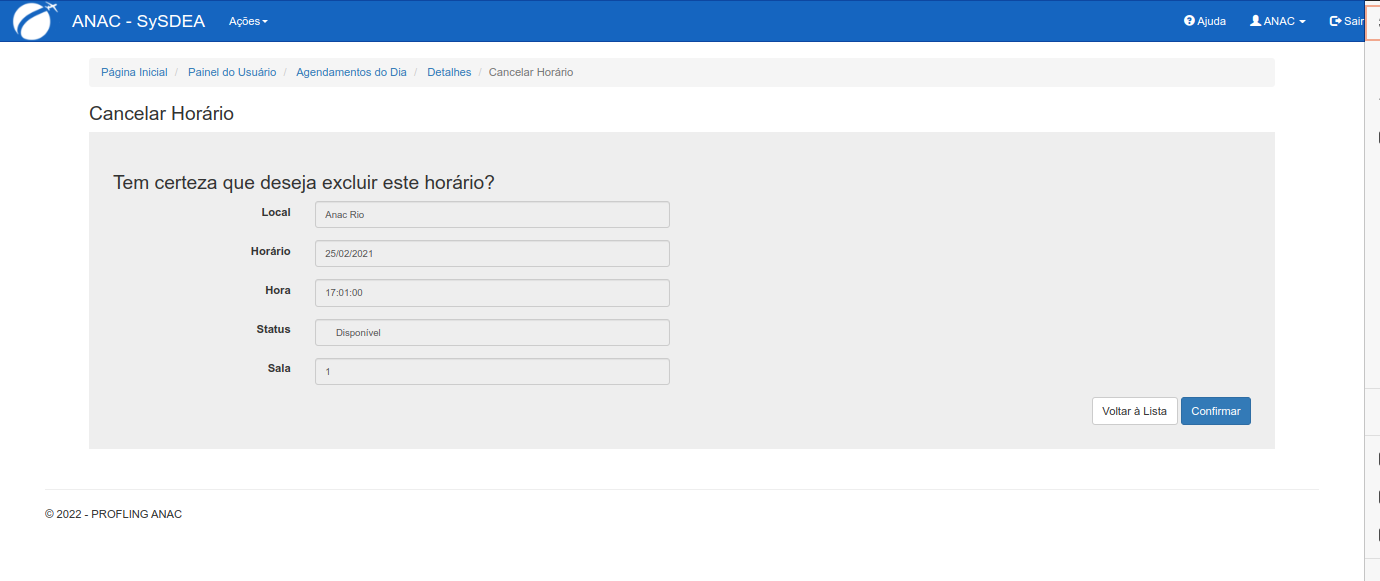 ANAC - SySDEA Ações Ajuda ANAC Sair
Página Inicial / Painel do Usuário / Agendamentos do Dia / Detalhes / Cancelar Horário
Cancelar Horário
Tem certeza que deseja excluir este horário?
Local Anac Rio
Horário 25/02/2021
Hora 17:01:00
Status Disponível
Sala 1
Voltar à Lista Confirmar
© 2022 - PROFLING ANAC